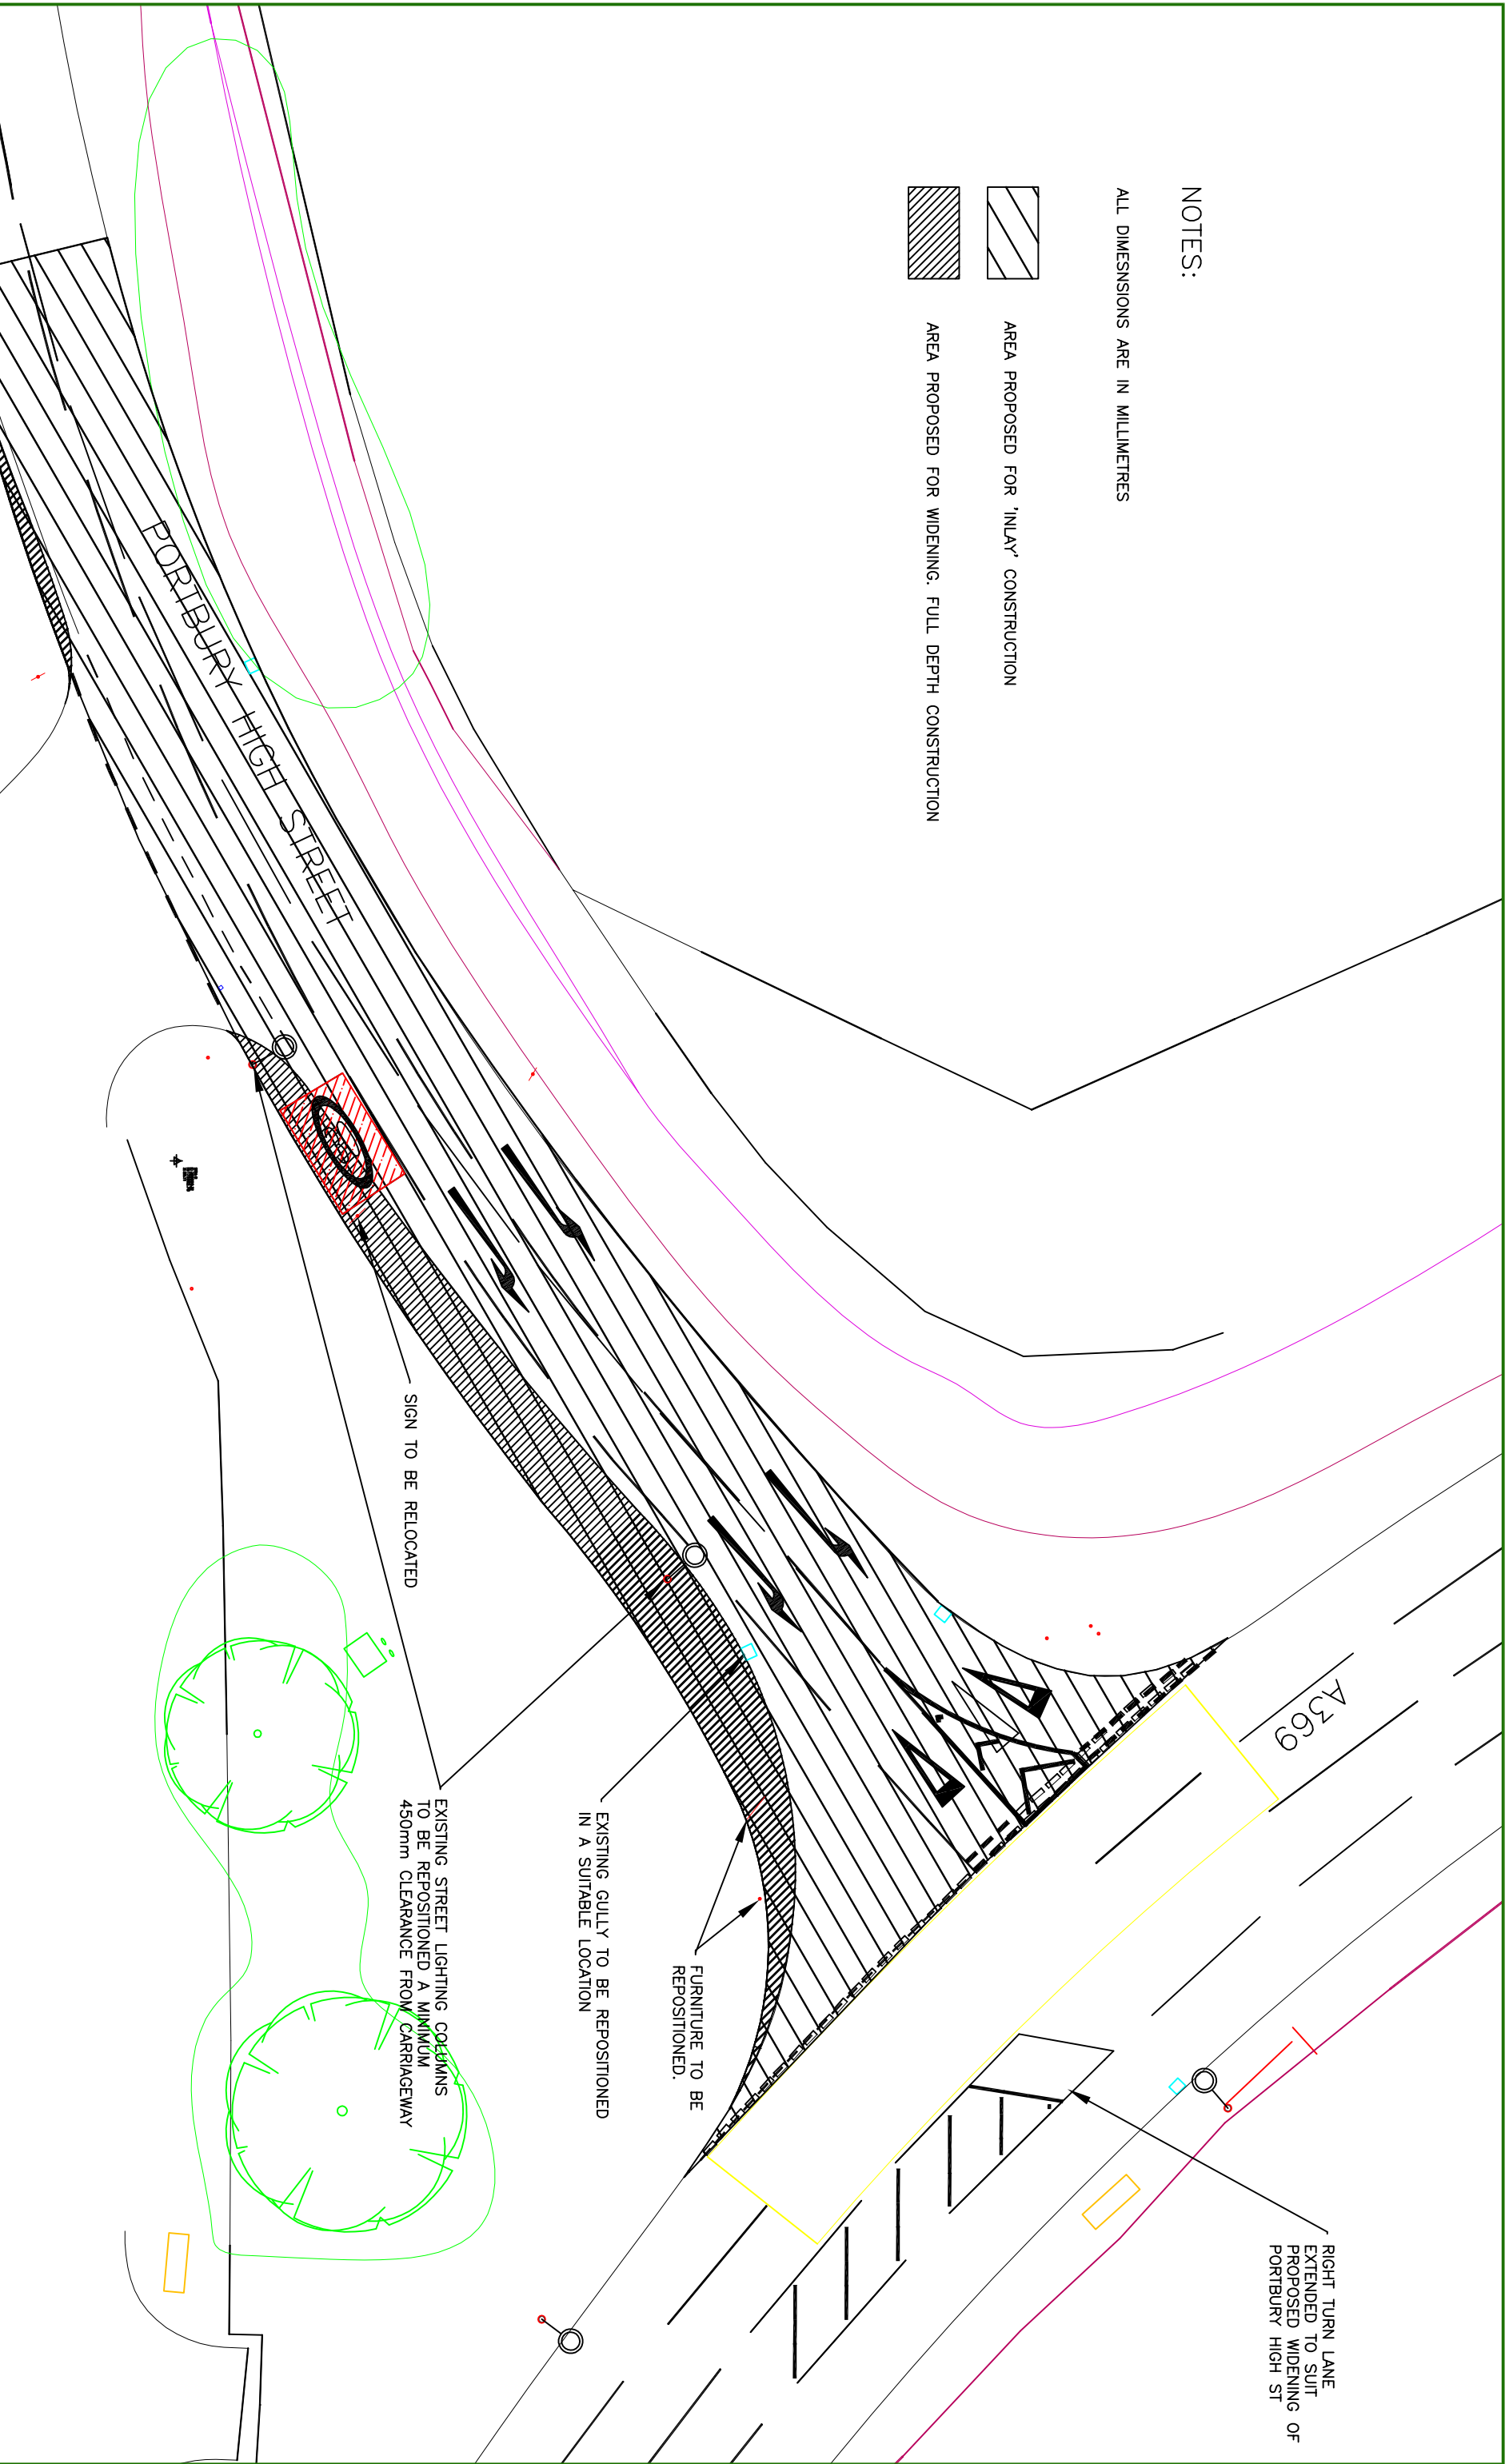 NOTES:
ALL DIMESNSIONS ARE IN MILLIMETRES
AREA PROPOSED FOR 'INLAY' CONSTRUCTION
AREA PROPOSED FOR WIDENING. FULL DEPTH CONSTRUCTION
PORTBURY HIGH STREET
A369
SIGN TO BE RELOCATED
RIGHT TURN LANE
EXTENDED TO SUIT
PROPOSED WIDENING OF
PORTBURY HIGH ST
FURNITURE TO BE
REPOSITIONED.
EXISTING GULLY TO BE REPOSITIONED
IN A SUITABLE LOCATION
EXISTING STREET LIGHTING COLUMNS
TO BE REPOSITIONED A MINIMUM
450mm CLEARANCE FROM CARRIAGEWAY